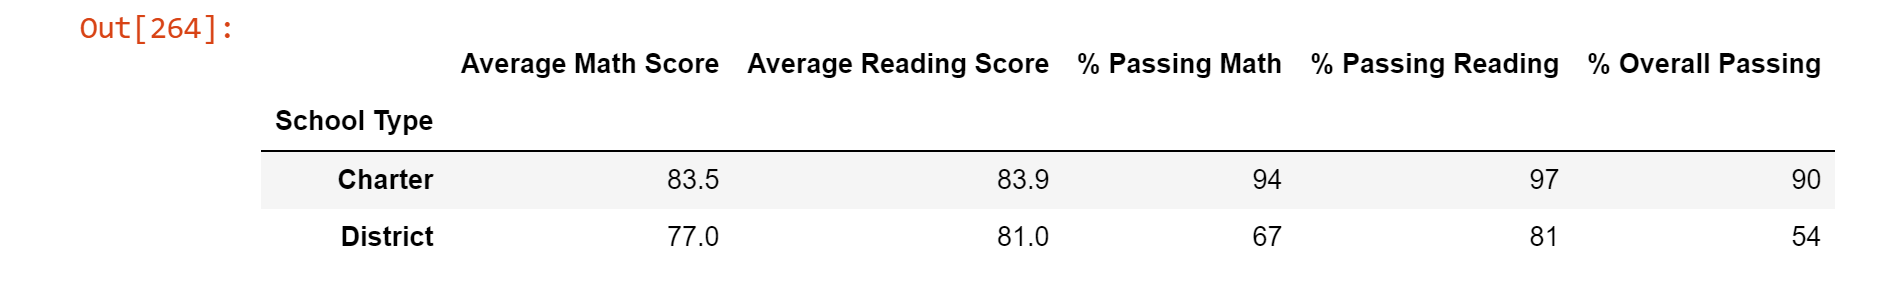 Out[264]:
Average Math Score Average Reading Score % Passing Math % Passing Reading % Overall Passing
School Type
Charter 83.5 83.9 94 97 90
District 77.0 81.0 67 81 54